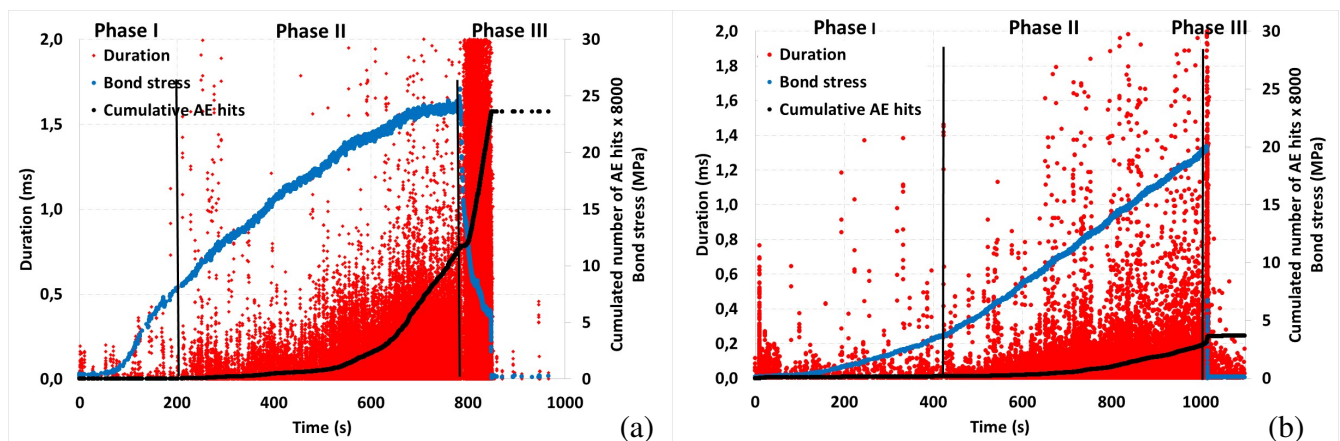 Phase I
Phase II
Phase III
Duration
Bond stress
Cumulative AE hits
2,0
1,5
1,0
0,5
0,0
Duration (ms)
30
25
20
15
10
5
0
Cumulated number of AE hits x 8000
Bond stress (MPa)
0
200
400
600
800
1000
Time (s)
(a)
Phase I
Phase II
Phase III
Duration
Bond stress
Cumulative AE hits
2,0
1,8
1,6
1,4
1,2
1,0
0,8
0,6
0,4
0,2
0,0
Duration (ms)
30
25
20
15
10
5
0
Cumulated number of AE hits x 8000
Bond stress (MPa)
0
200
400
600
800
1000
Time (s)
(b)